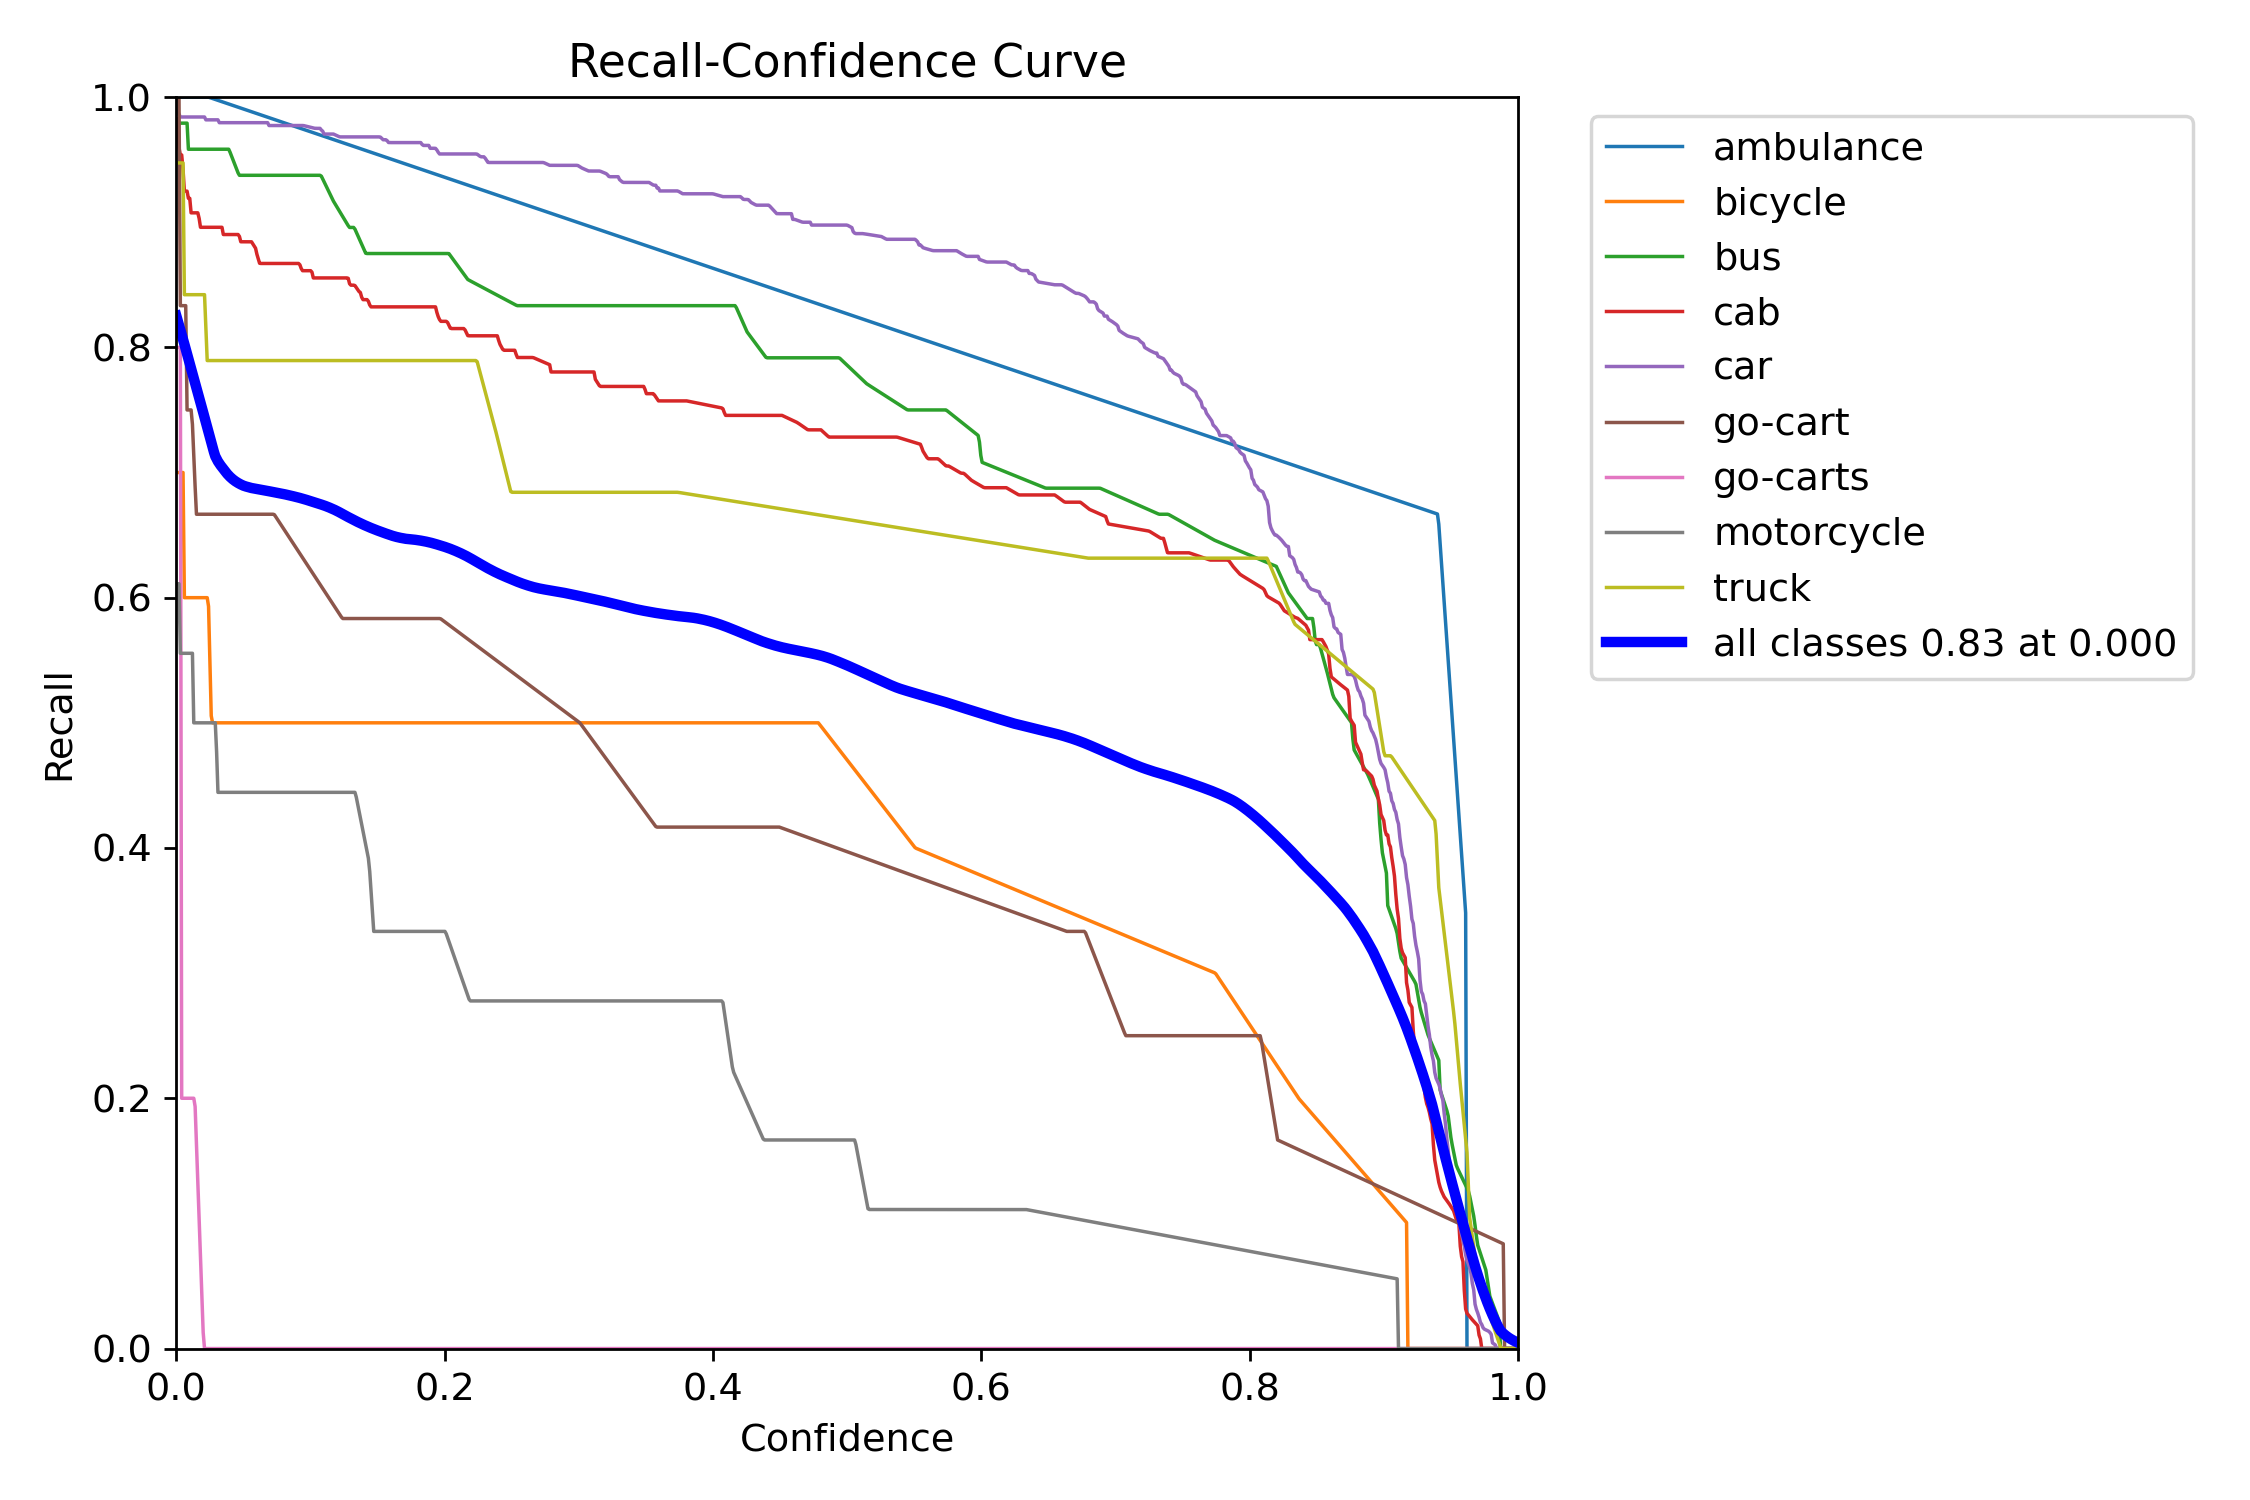 Recall-Confidence Curve
1.0
0.8
0.6
0.4
0.2
0.0
Recall
0.0 0.2 0.4 0.6 0.8 1.0
Confidence
ambulance
bicycle
bus
cab
car
go-cart
go-carts
motorcycle
truck
all classes 0.83 at 0.000